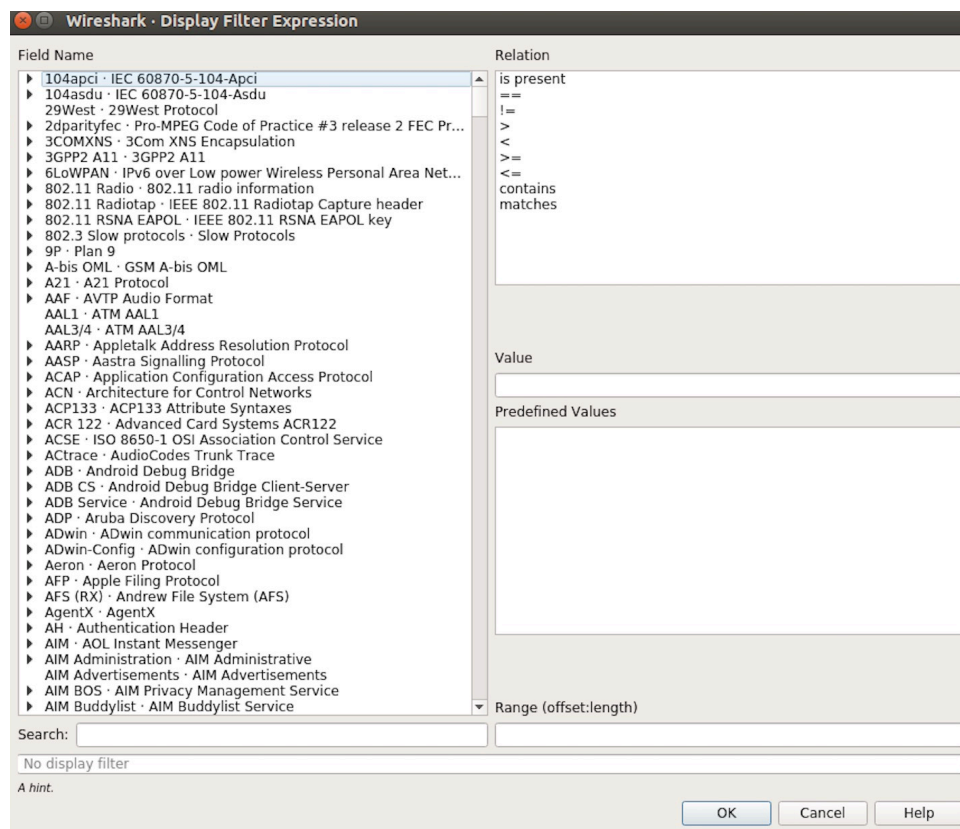 Wireshark · Display Filter Expression
Field Name
104apci · IEC 60870-5-104-Apci
104asdu · IEC 60870-5-104-Asdu
29West · 29West Protocol
2dparityfec · Pro-MPEG Code of Practice #3 release 2 FEC Pr...
3COMXNS · 3Com XNS Encapsulation
3GPP2 A11 · 3GPP2 A11
6LoWPAN · IPv6 over Low power Wireless Personal Area Net...
802.11 Radio · 802.11 radio information
802.11 Radiotap · IEEE 802.11 Radiotap Capture header
802.11 RSNA EAPOL · IEEE 802.11 RSNA EAPOL key
802.3 Slow protocols · Slow Protocols
9P · Plan 9
A-bis OML · GSM A-bis OML
A21 · A21 Protocol
AAF · AVTP Audio Format
AAL1 · ATM AAL1
AAL3/4 · ATM AAL3/4
AARP · Appletalk Address Resolution Protocol
AASP · Aastra Signalling Protocol
ACAP · Application Configuration Access Protocol
ACN · Architecture for Control Networks
ACP133 · ACP133 Attribute Syntaxes
ACR 122 · Advanced Card Systems ACR122
ACSE · ISO 8650-1 OSI Association Control Service
ACtrace · AudioCodes Trunk Trace
ADB · Android Debug Bridge
ADB CS · Android Debug Bridge Client-Server
ADB Service · Android Debug Bridge Service
ADP · Aruba Discovery Protocol
ADwin · ADwin communication protocol
ADwin-Config · ADwin configuration protocol
Aeron · Aeron Protocol
AFP · Apple Filing Protocol
AFS (RX) · Andrew File System (AFS)
AgentX · AgentX
AH · Authentication Header
AIM · AOL Instant Messenger
AIM Administration · AIM Administrative
AIM Advertisements · AIM Advertisements
AIM BOS · AIM Privacy Management Service
AIM Buddylist · AIM Buddylist Service
Search:
Relation
is present
==
!=
>
<
>=
<=
contains
matches
Value
Predefined Values
Range (offset:length)
No display filter
A hint.
OK
Cancel
Help